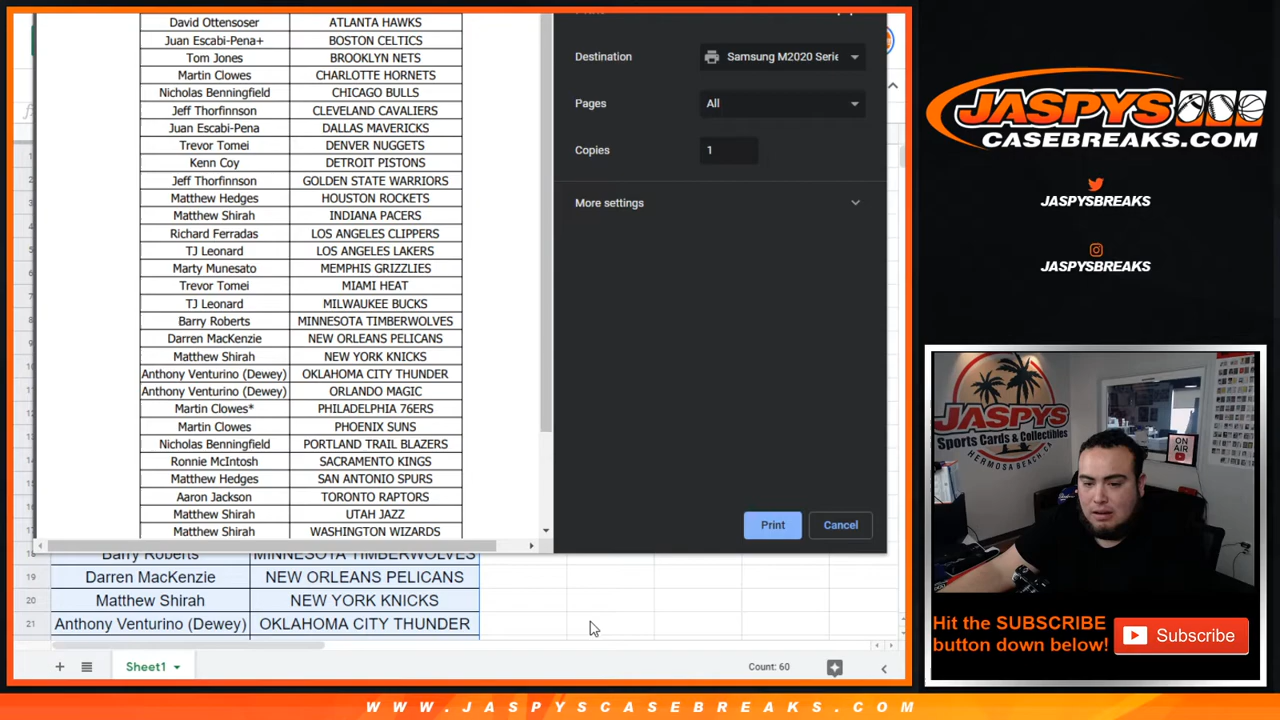 David Ottensoser ATLANTA HAWKS
Juan Escabi-Pena+ BOSTON CELTICS
Tom Jones BROOKLYN NETS
Martin Clowes CHARLOTTE HORNETS
Nicholas Benningfield CHICAGO BULLS
Jeff Thorfinnson CLEVELAND CAVALIERS
Juan Escabi-Pena DALLAS MAVERICKS
Trevor Tomei DENVER NUGGETS
Kenn Coy DETROIT PISTONS
Jeff Thorfinnson GOLDEN STATE WARRIORS
Matthew Hedges HOUSTON ROCKETS
Matthew Shirah INDIANA PACERS
Richard Ferradas LOS ANGELES CLIPPERS
TJ Leonard LOS ANGELES LAKERS
Marty Munesato MEMPHIS GRIZZLIES
Trevor Tomei MIAMI HEAT
TJ Leonard MILWAUKEE BUCKS
Barry Roberts MINNESOTA TIMBERWOLVES
Darren MacKenzie NEW ORLEANS PELICANS
Matthew Shirah NEW YORK KNICKS
Anthony Venturino (Dewey) OKLAHOMA CITY THUNDER
Anthony Venturino (Dewey) ORLANDO MAGIC
Martin Clowes* PHILADELPHIA 76ERS
Martin Clowes PHOENIX SUNS
Nicholas Benningfield PORTLAND TRAIL BLAZERS
Ronnie McIntosh SACRAMENTO KINGS
Matthew Hedges SAN ANTONIO SPURS
Aaron Jackson TORONTO RAPTORS
Matthew Shirah UTAH JAZZ
Matthew Shirah WASHINGTON WIZARDS
Destination Samsung M2020 Serie
Pages All
Copies 1
More settings
Print Cancel
18 Barry Roberts MINNESOTA TIMBERWOLVES
19 Darren MacKenzie NEW ORLEANS PELICANS
20 Matthew Shirah NEW YORK KNICKS
21 Anthony Venturino (Dewey) OKLAHOMA CITY THUNDER
Sheet1 Count: 60
JASPYS
CASEBREAKS.COM
JASPYSBREAKS
JASPYSBREAKS
JASPYS
Sports Cards & Collectibles
HERMOSA BEACH, CA
ON AIR
Hit the SUBSCRIBE
button down below!
Subscribe
WWW.JASPYSCASEBREAKS.COM